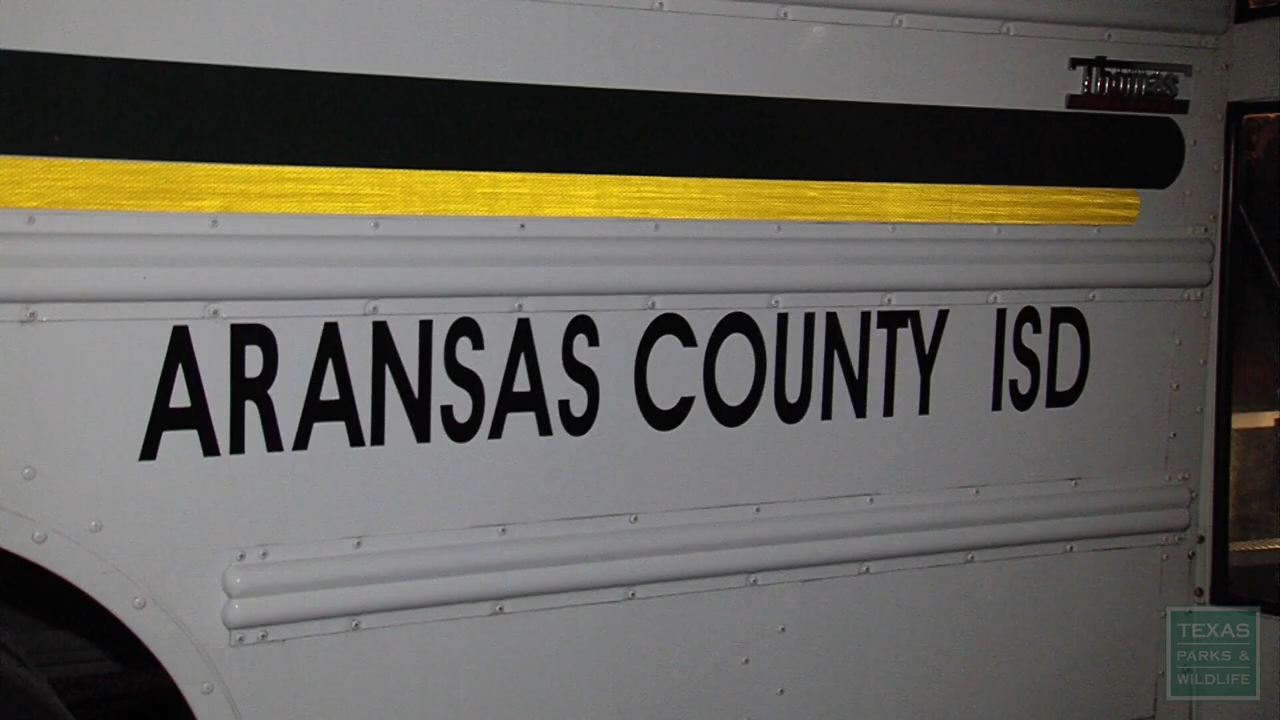 Thomas
ARANSAS COUNTY ISD
TEXAS
PARKS &
WILDLIFE